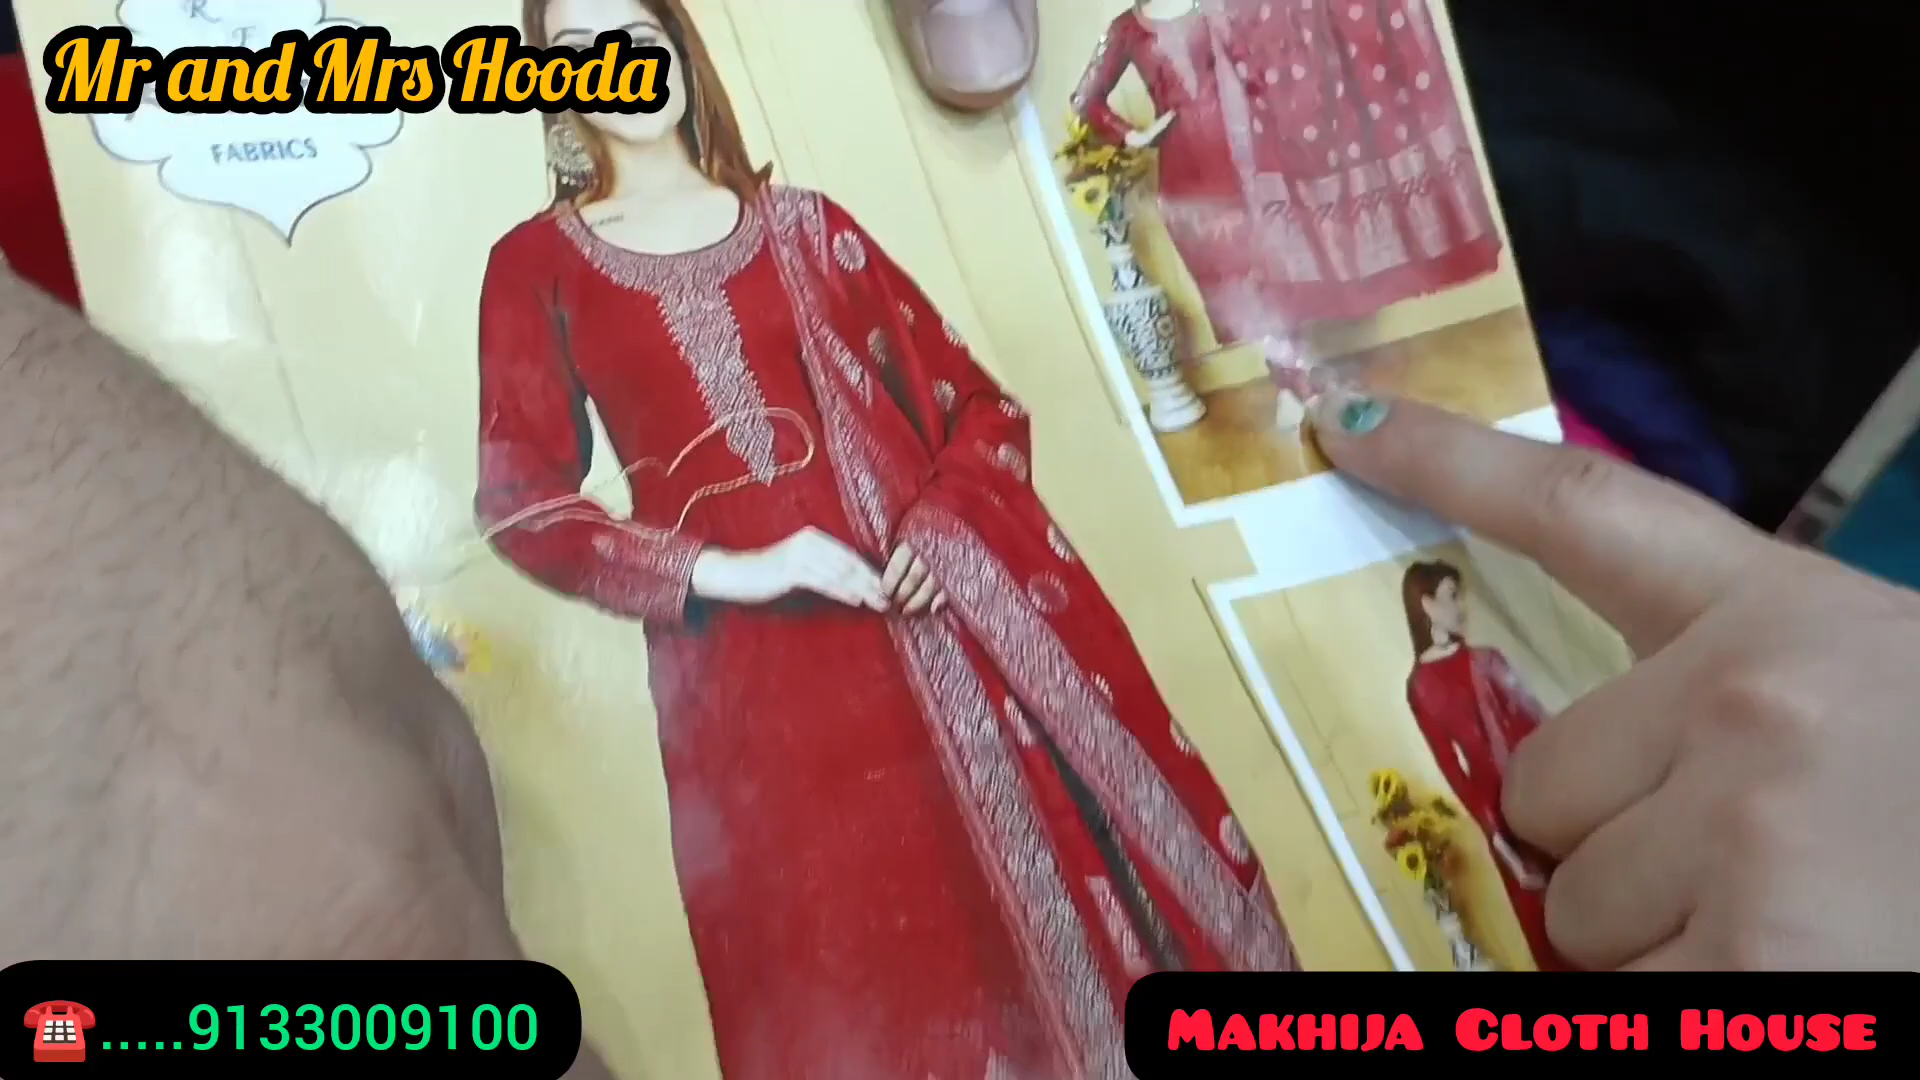 R
F
Mr and Mrs Hooda
FABRICS
☎.....9133009100
Makhija Cloth House